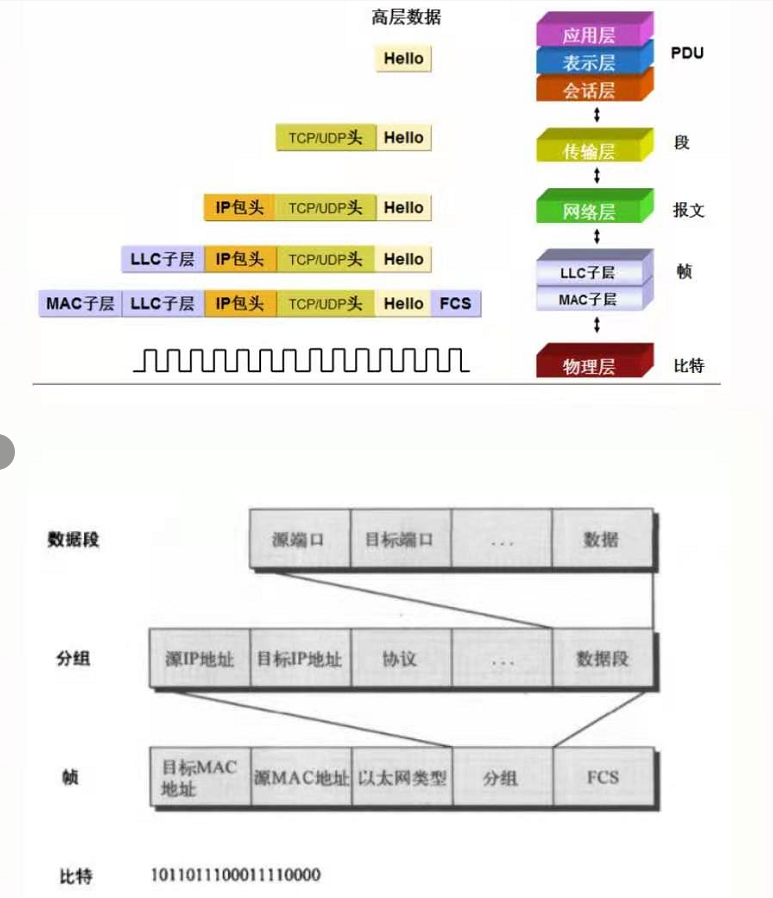 高层数据
应用层
PDU
Hello
表示层
会话层
TCP/UDP头 Hello
传输层
段
IP包头 TCP/UDP头 Hello
网络层
报文
LLC子层 IP包头 TCP/UDP头 Hello
LLC子层
帧
MAC子层 LLC子层 IP包头 TCP/UDP头 Hello FCS
MAC子层
物理层
比特
数据段
源端口 目标端口 ... 数据
分组
源IP地址 目标IP地址 协议 ... 数据段
帧
目标MAC
地址
源MAC地址 以太网类型 分组 FCS
比特
1011011100011110000